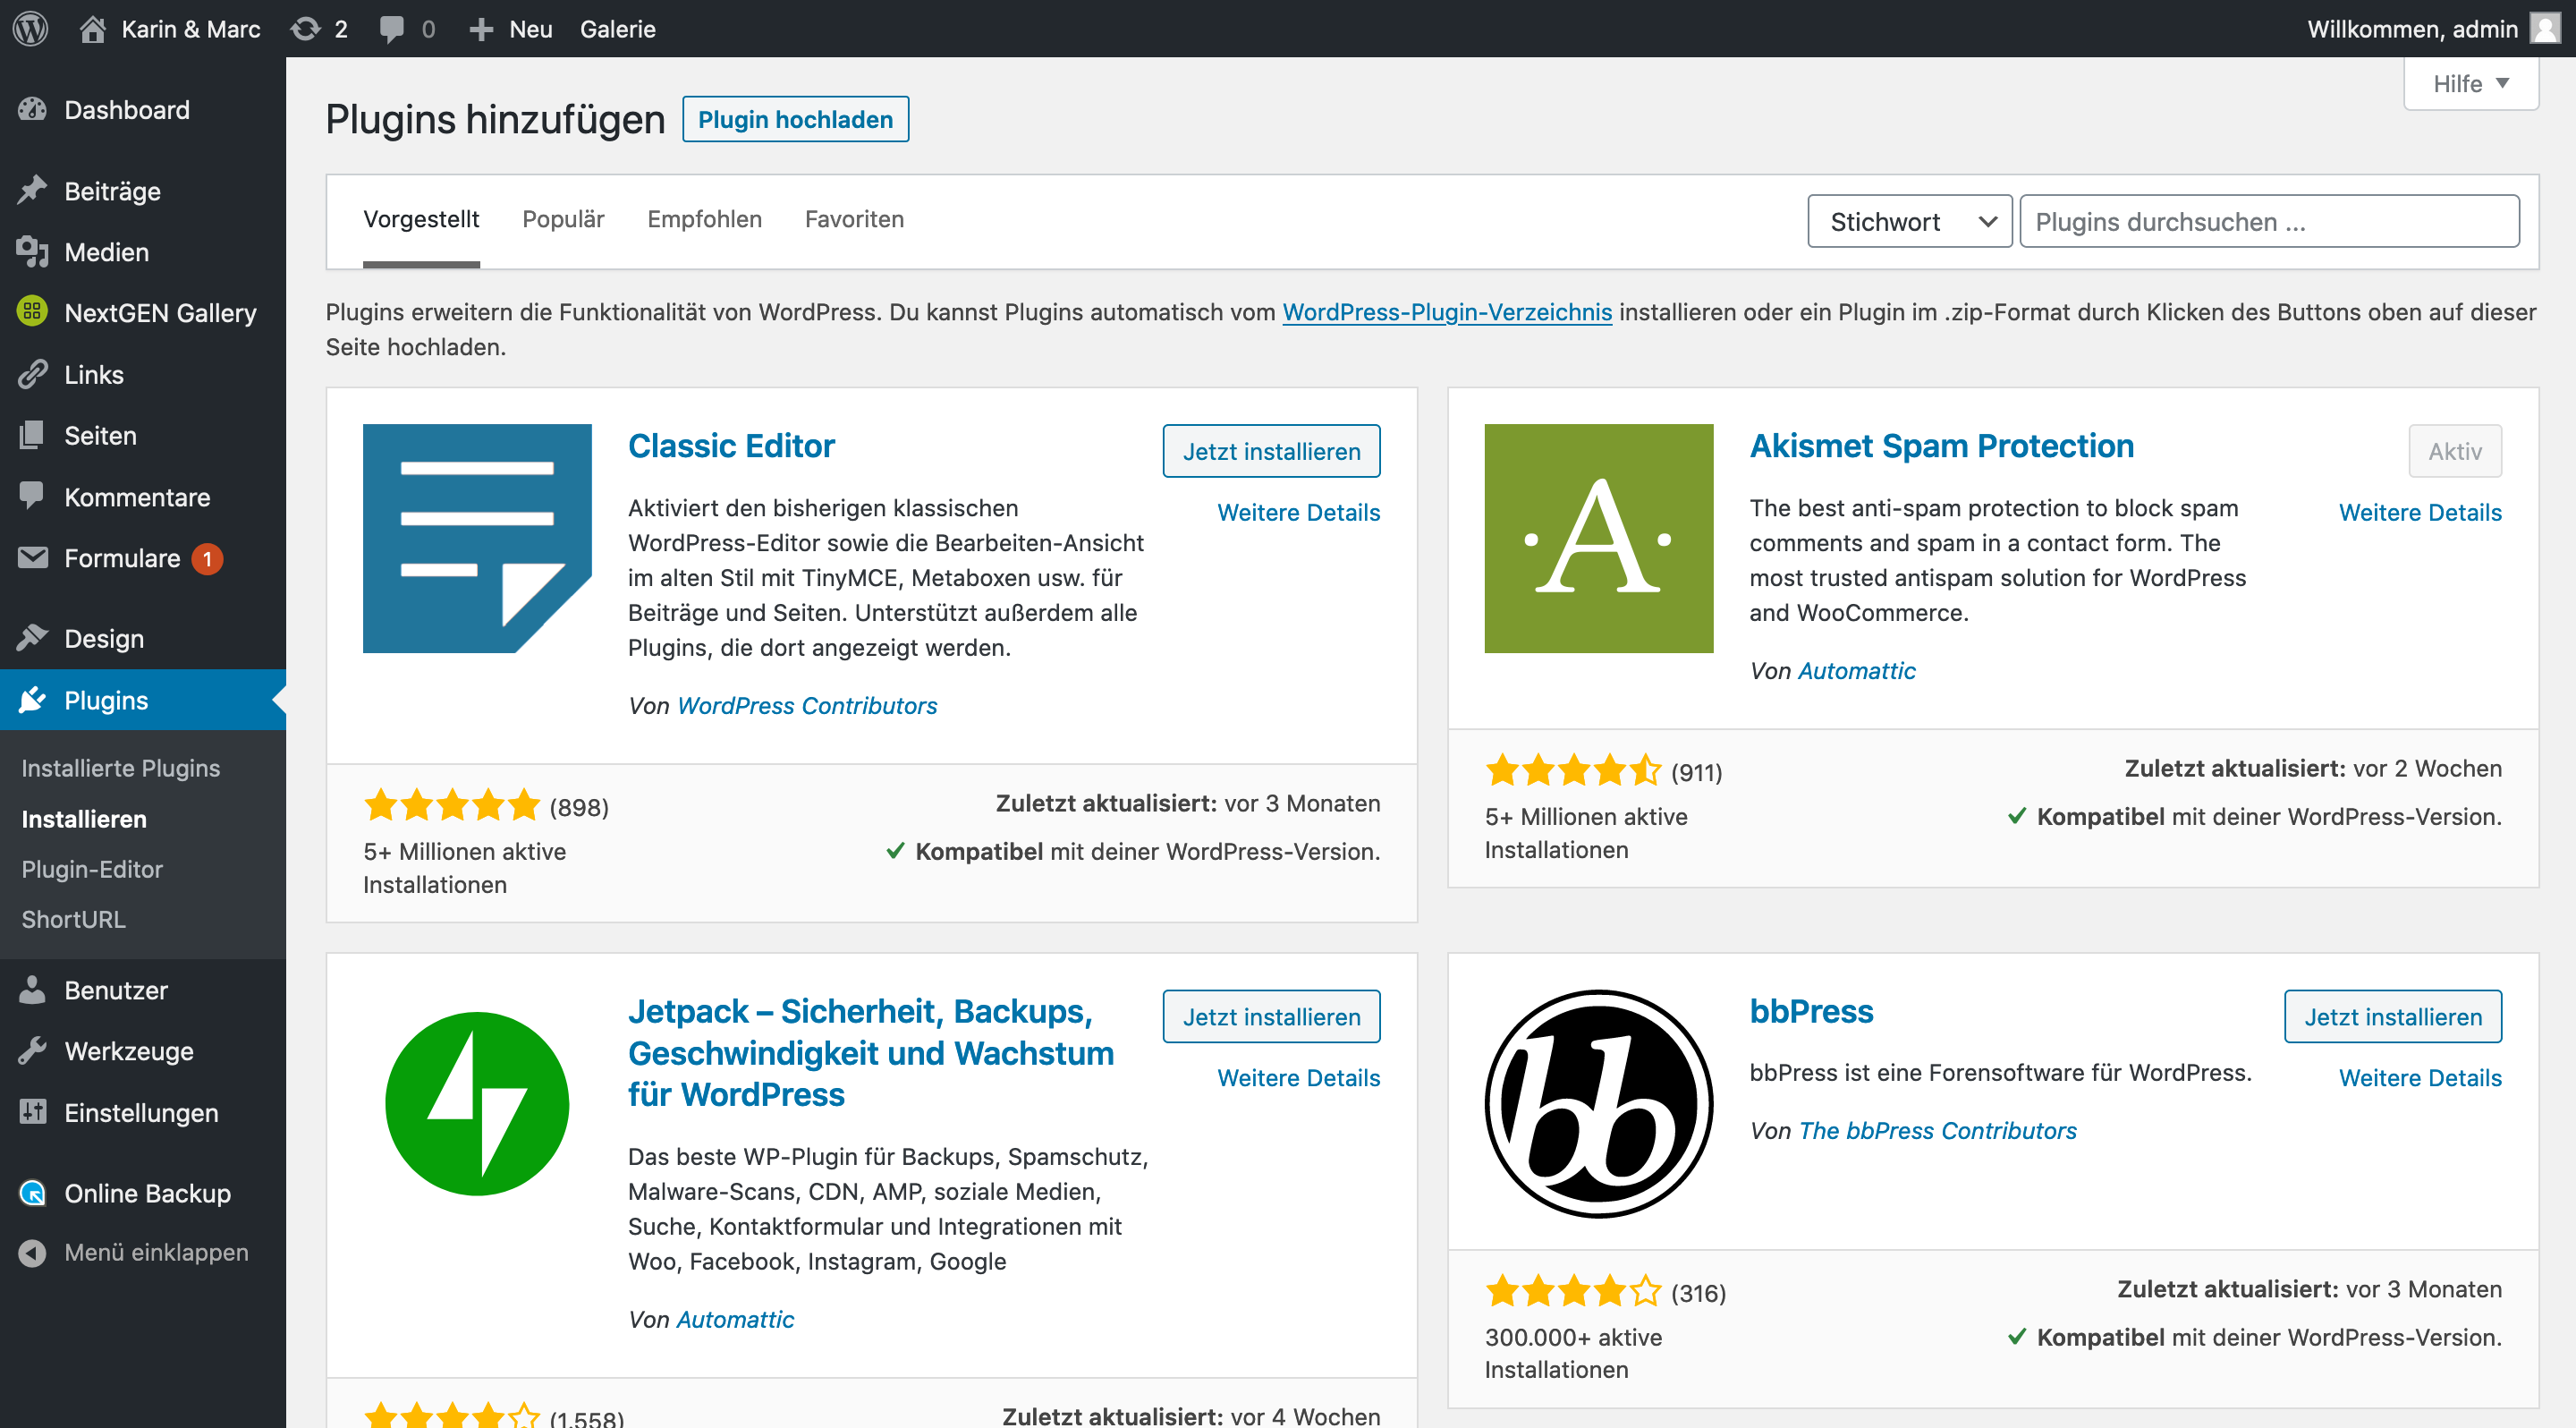 Karin & Marc 2 0 Neu Galerie Willkommen, admin
Hilfe
Dashboard
Beiträge
Medien
NextGEN Gallery
Links
Seiten
Kommentare
Formulare 1
Design
Plugins
Installierte Plugins
Installieren
Plugin-Editor
ShortURL
Benutzer
Werkzeuge
Einstellungen
Online Backup
Menü einklappen
Plugins hinzufügen Plugin hochladen
Vorgestellt Populär Empfohlen Favoriten Stichwort Plugins durchsuchen ...
Plugins erweitern die Funktionalität von WordPress. Du kannst Plugins automatisch vom WordPress-Plugin-Verzeichnis installieren oder ein Plugin im .zip-Format durch Klicken des Buttons oben auf dieser
Seite hochladen.
Classic Editor
Jetzt installieren
Weitere Details
Aktiviert den bisherigen klassischen
WordPress-Editor sowie die Bearbeiten-Ansicht
im alten Stil mit TinyMCE, Metaboxen usw. für
Beiträge und Seiten. Unterstützt außerdem alle
Plugins, die dort angezeigt werden.
Von WordPress Contributors
(898)
5+ Millionen aktive
Installationen
Zuletzt aktualisiert: vor 3 Monaten
Kompatibel mit deiner WordPress-Version.
A
Akismet Spam Protection
Aktiv
Weitere Details
The best anti-spam protection to block spam
comments and spam in a contact form. The
most trusted antispam solution for WordPress
and WooCommerce.
Von Automattic
(911)
5+ Millionen aktive
Installationen
Zuletzt aktualisiert: vor 2 Wochen
Kompatibel mit deiner WordPress-Version.
Jetpack – Sicherheit, Backups,
Geschwindigkeit und Wachstum
für WordPress
Jetzt installieren
Weitere Details
Das beste WP-Plugin für Backups, Spamschutz,
Malware-Scans, CDN, AMP, soziale Medien,
Suche, Kontaktformular und Integrationen mit
Woo, Facebook, Instagram, Google
Von Automattic
(1.558)
Zuletzt aktualisiert: vor 4 Wochen
bb
bbPress
Jetzt installieren
Weitere Details
bbPress ist eine Forensoftware für WordPress.
Von The bbPress Contributors
(316)
300.000+ aktive
Installationen
Zuletzt aktualisiert: vor 3 Monaten
Kompatibel mit deiner WordPress-Version.